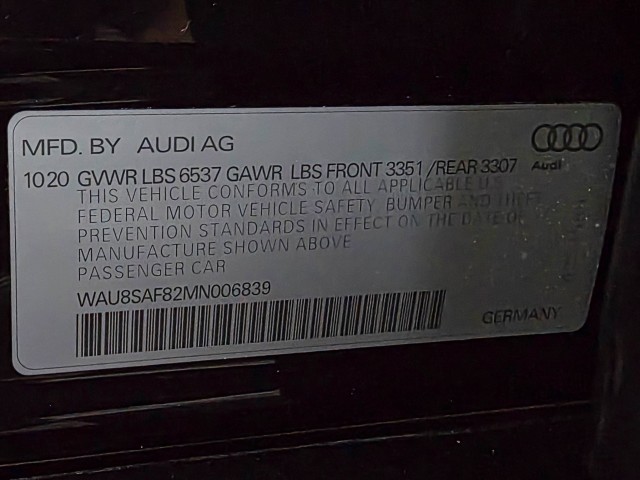 MFD. BY AUDI AG
1020 GVWR LBS 6537 GAWR LBS FRONT 3351/REAR 3307
Audi
THIS VEHICLE CONFORMS TO ALL APPLICABLE U.S.
FEDERAL MOTOR VEHICLE SAFETY, BUMPER AND THEFT
PREVENTION STANDARDS IN EFFECT ON THE DATE OF
MANUFACTURE SHOWN ABOVE
PASSENGER CAR
WAU8SAF82MN006839
GERMANY